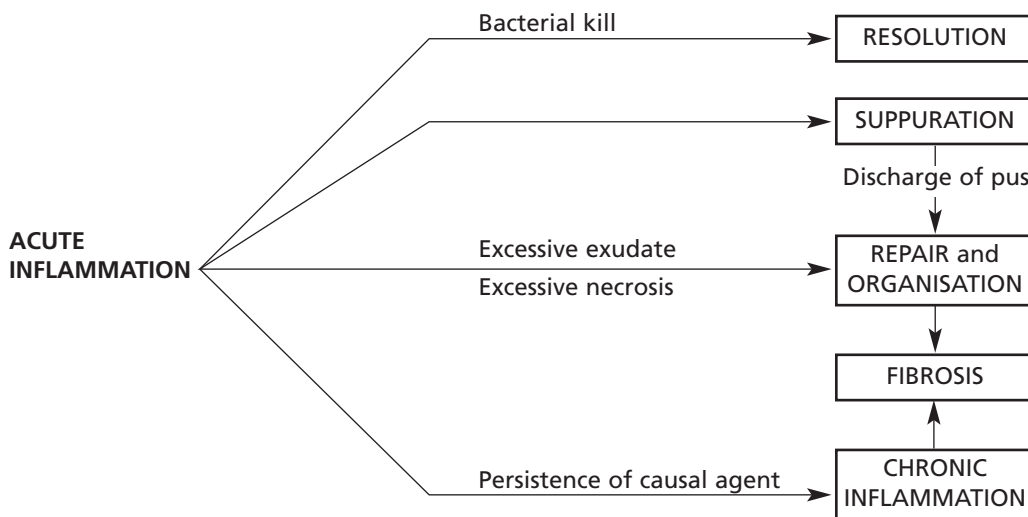 Bacterial kill
RESOLUTION
SUPPURATION
Discharge of pus
ACUTE
INFLAMMATION
Excessive exudate
Excessive necrosis
REPAIR and
ORGANISATION
FIBROSIS
Persistence of causal agent
CHRONIC
INFLAMMATION